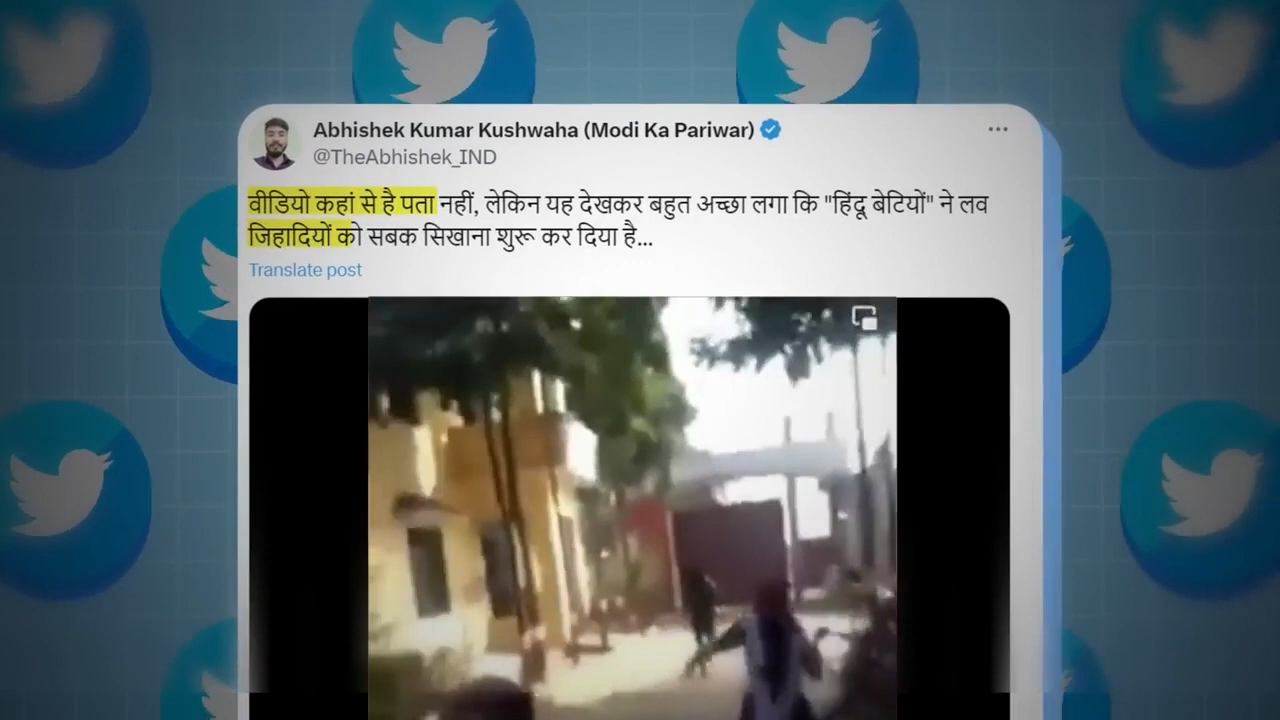 Abhishek Kumar Kushwaha (Modi Ka Pariwar)
@TheAbhishek_IND
वीडियो कहां से है पता नहीं, लेकिन यह देखकर बहुत अच्छा लगा कि "हिंदू बेटियों" ने लव
जिहादियों को सबक सिखाना शुरू कर दिया है...
Translate post